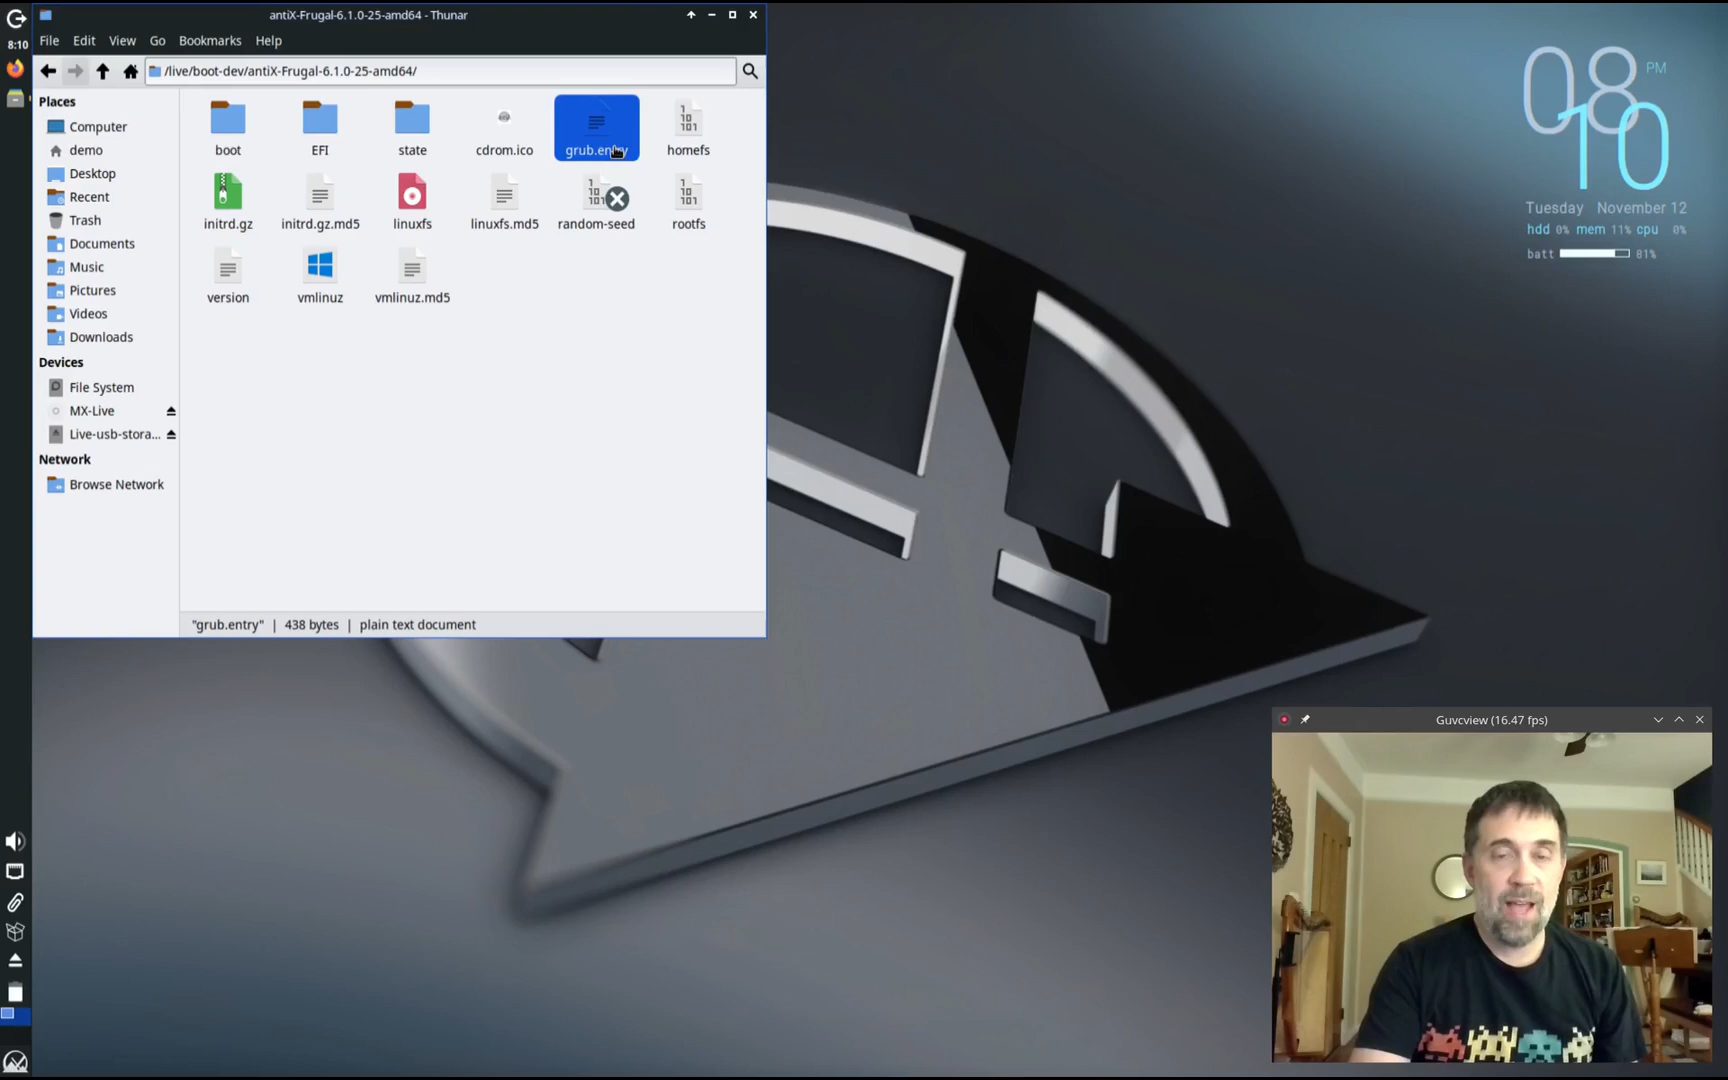 antiX-Frugal-6.1.0-25-amd64 - Thunar
8:10
File Edit View Go Bookmarks Help
/live/boot-dev/antiX-Frugal-6.1.0-25-amd64/
Places
Computer
demo
Desktop
Recent
Trash
Documents
Music
Pictures
Videos
Downloads
Devices
File System
MX-Live
Live-usb-stora...
Network
Browse Network
boot EFI state cdrom.ico grub.entry homefs
initrd.gz initrd.gz.md5 linuxfs linuxfs.md5 random-seed rootfs
version vmlinuz vmlinuz.md5
"grub.entry" | 438 bytes | plain text document
08 PM
10
Tuesday November 12
hdd 0% mem 11% cpu 0%
batt 81%
Guvcview (16.47 fps)